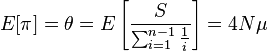 E[π] = θ = E [ S / ∑_{i=1}^{n−1} 1/i ] = 4Nμ